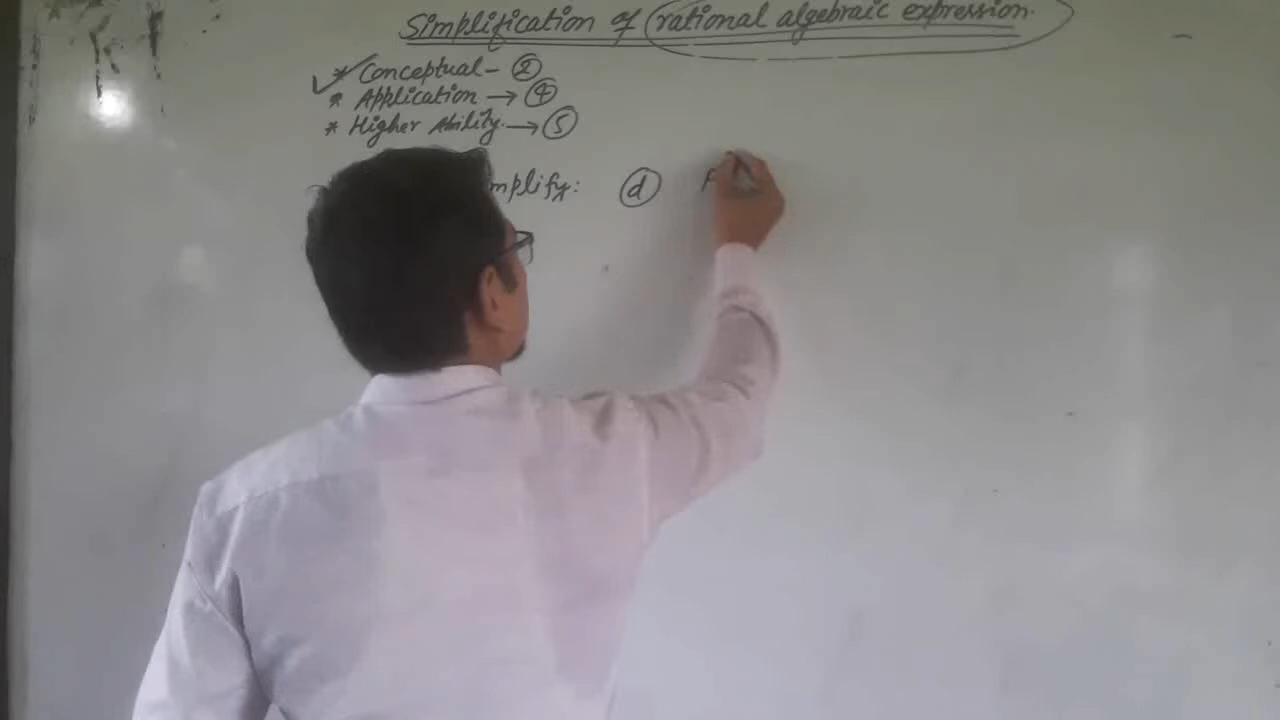 Simplification of rational algebraic expression.
* Conceptual - ②
* Application → ④
* Higher Ability. → ⑤
mplify: ⓓ